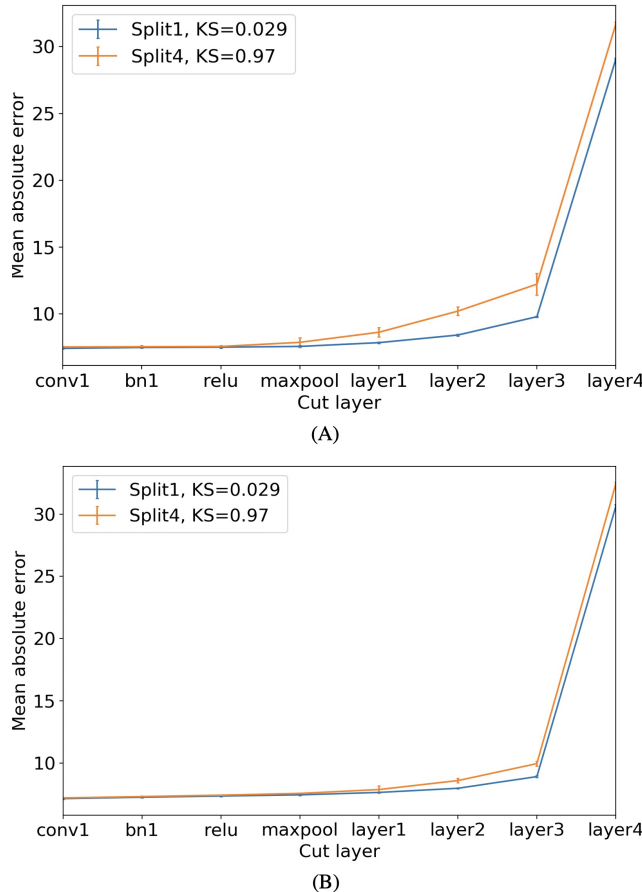 Split1, KS=0.029
Split4, KS=0.97
30
25
20
15
10
Mean absolute error
conv1 bn1 relu maxpool layer1 layer2 layer3 layer4
Cut layer
(A)
Split1, KS=0.029
Split4, KS=0.97
30
25
20
15
10
Mean absolute error
conv1 bn1 relu maxpool layer1 layer2 layer3 layer4
Cut layer
(B)